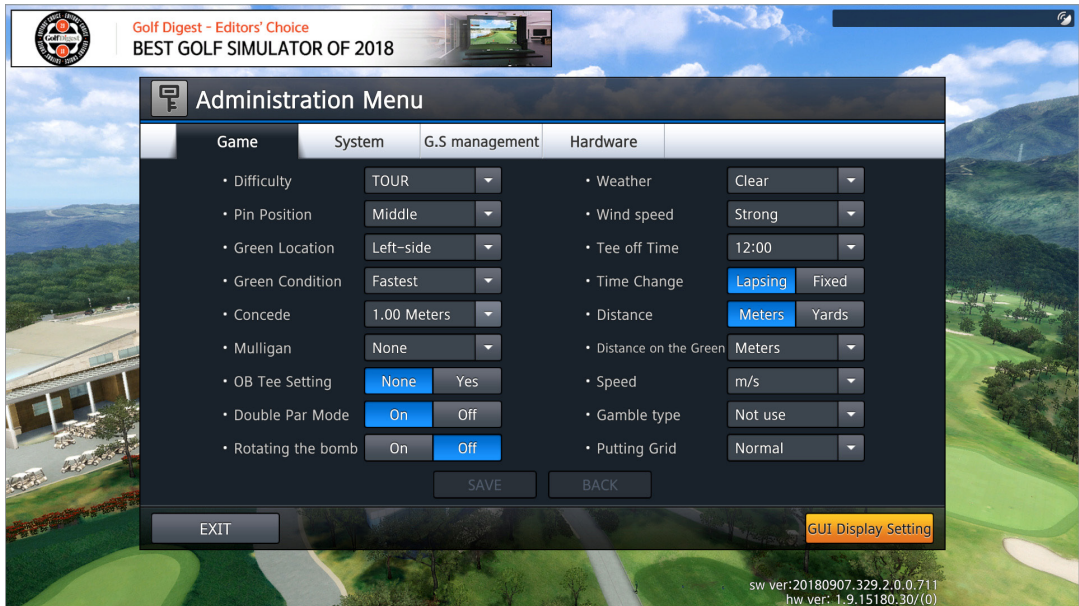 Golf Digest - Editors' Choice
BEST GOLF SIMULATOR OF 2018
Administration Menu
Game System G.S management Hardware
• Difficulty TOUR • Weather Clear
• Pin Position Middle • Wind speed Strong
• Green Location Left-side • Tee off Time 12:00
• Green Condition Fastest • Time Change Lapsing Fixed
• Concede 1.00 Meters • Distance Meters Yards
• Mulligan None • Distance on the Green Meters
• OB Tee Setting None Yes • Speed m/s
• Double Par Mode On Off • Gamble type Not use
• Rotating the bomb On Off • Putting Grid Normal
SAVE BACK
EXIT GUI Display Setting
sw ver:20180907.329.2.0.0.711
hw ver: 1.9.15180.30/(0)